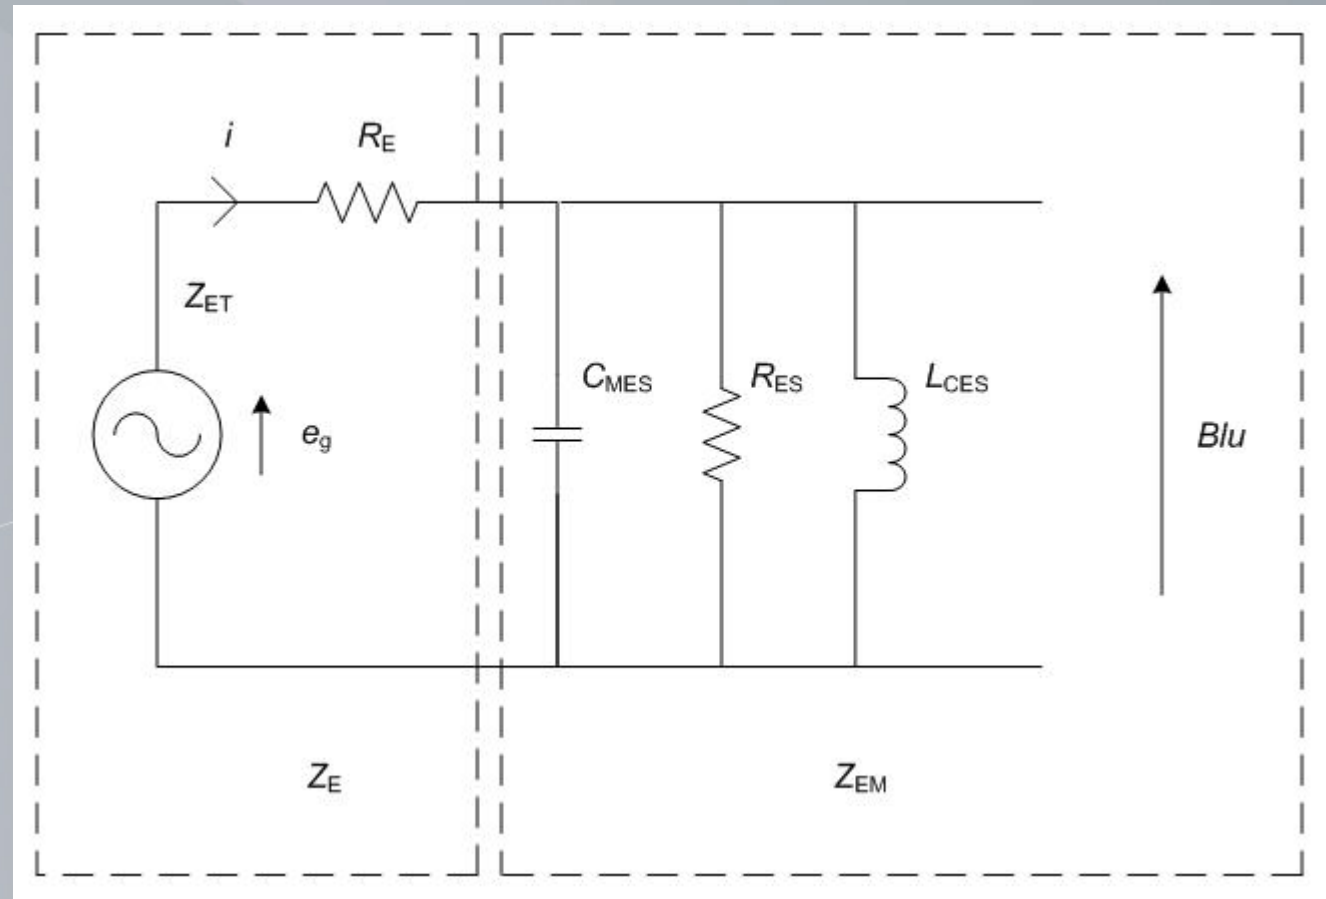 i
R_E
Z_ET
C_MES
R_ES
L_CES
e_g
Blu
Z_E
Z_EM